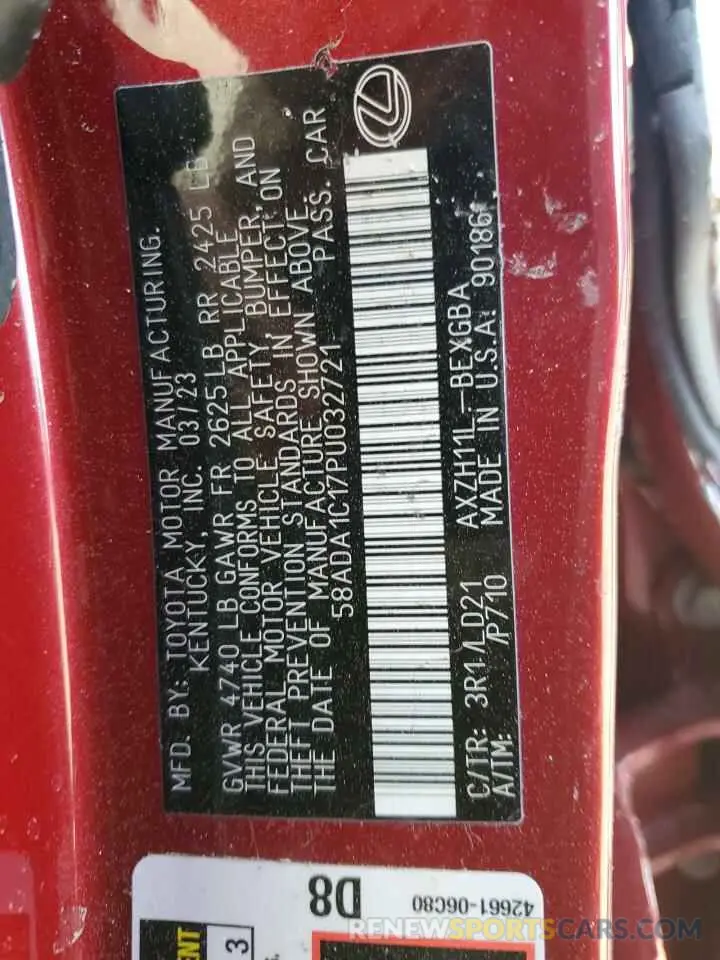 MFD. BY: TOYOTA MOTOR MANUFACTURING.
KENTUCKY, INC. 03/23
GVWR 4740 LB GAWR FR 2625 LB RR 2425 LB
THIS VEHICLE CONFORMS TO ALL APPLICABLE
FEDERAL MOTOR VEHICLE SAFETY, BUMPER, AND
THEFT PREVENTION STANDARDS IN EFFECT ON
THE DATE OF MANUFACTURE SHOWN ABOVE.
58ADA1C17PU032721 PASS. CAR
C/TR: 3R1/LD21 AXZH11L-BEXGBA
A/TM: /P710 MADE IN U.S.A.
D8
42661-06C80
3
RENEWSPORTSCARS.COM